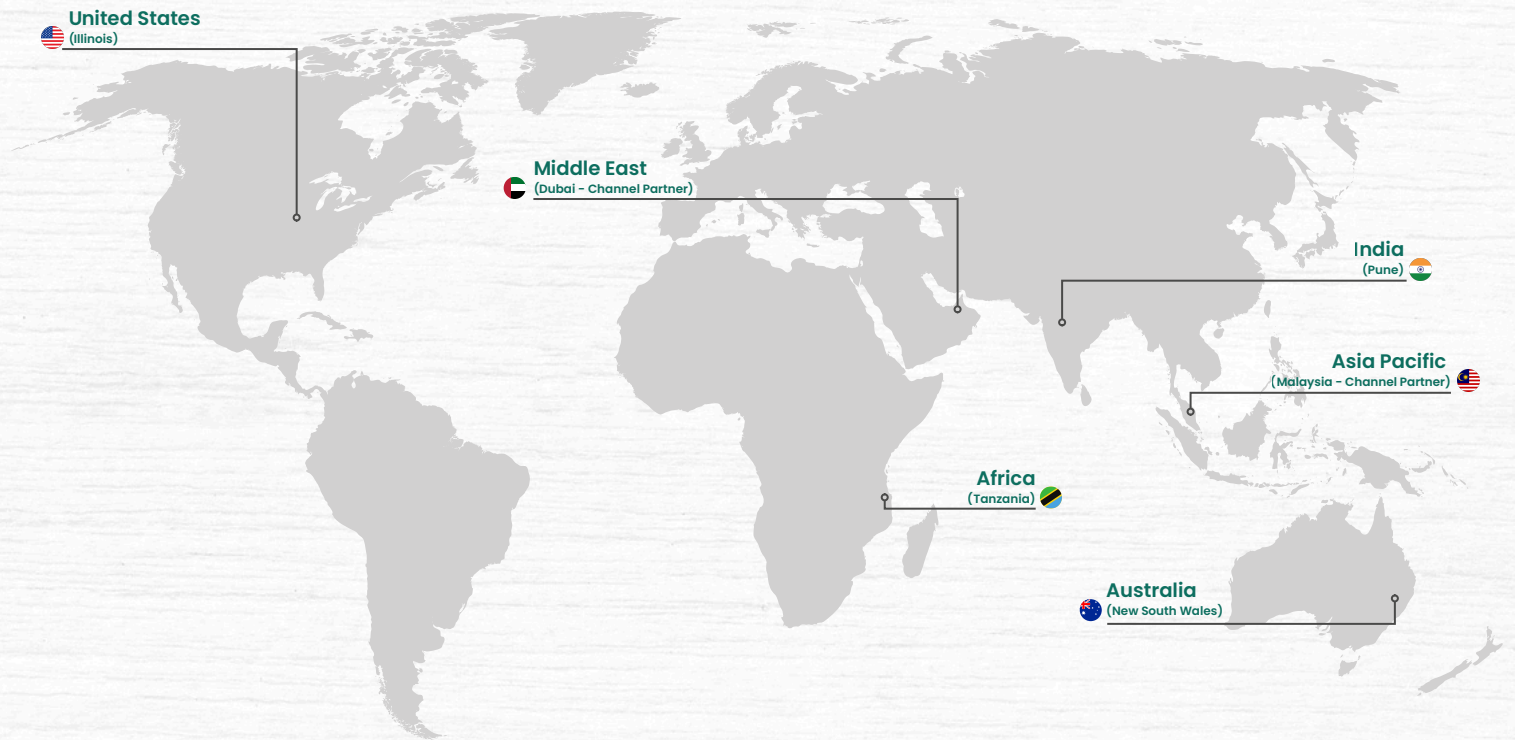 United States
(Illinois)
Middle East
(Dubai - Channel Partner)
India
(Pune)
Asia Pacific
(Malaysia - Channel Partner)
Africa
(Tanzania)
Australia
(New South Wales)